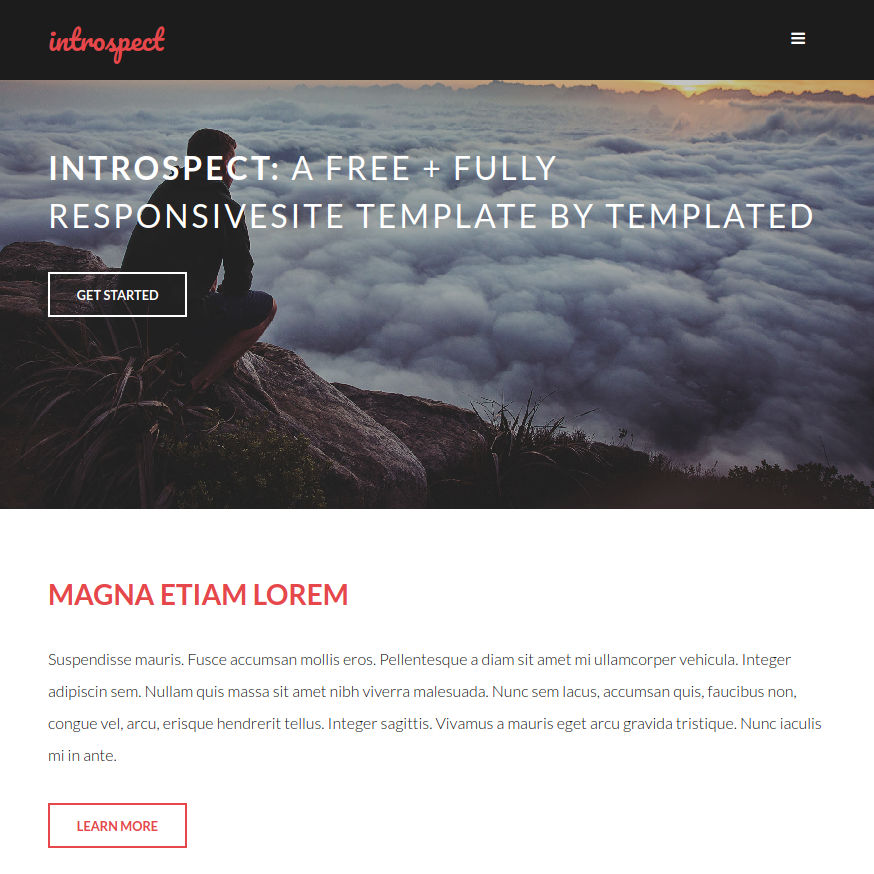 introspect
INTROSPECT: A FREE + FULLY
RESPONSIVESITE TEMPLATE BY TEMPLATED
GET STARTED
MAGNA ETIAM LOREM
Suspendisse mauris. Fusce accumsan mollis eros. Pellentesque a diam sit amet mi ullamcorper vehicula. Integer
adipiscin sem. Nullam quis massa sit amet nibh viverra malesuada. Nunc sem lacus, accumsan quis, faucibus non,
congue vel, arcu, erisque hendrerit tellus. Integer sagittis. Vivamus a mauris eget arcu gravida tristique. Nunc iaculis
mi in ante.
LEARN MORE